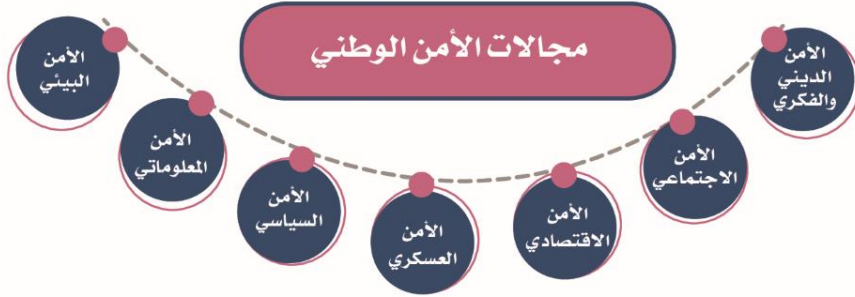 مجالات الأمن الوطني
الأمن
الديني
والفكري
الأمن
الاجتماعي
الأمن
الاقتصادي
الأمن
العسكري
الأمن
السياسي
الأمن
المعلوماتي
الأمن
البيئي